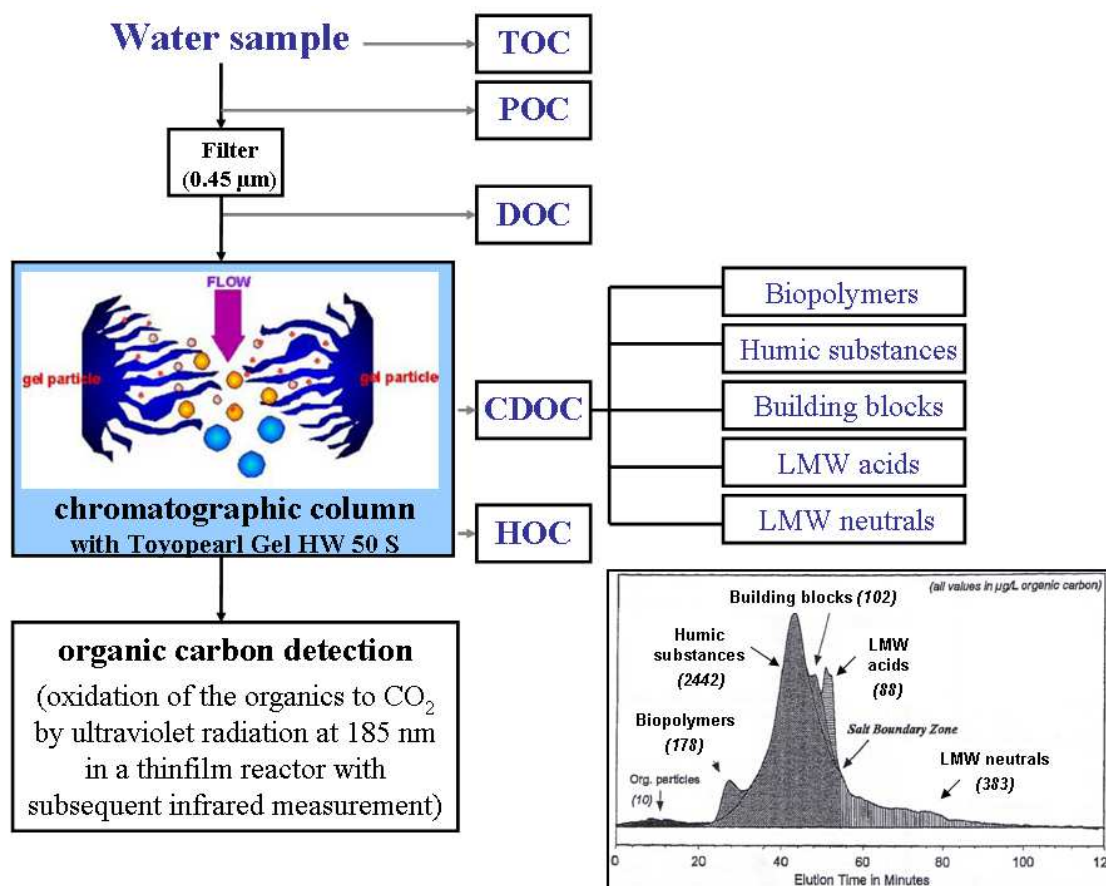 Water sample
TOC
POC
Filter
(0.45 µm)
DOC
FLOW
gel particle
gel particle
chromatographic column
with Toyopearl Gel HW 50 S
CDOC
HOC
Biopolymers
Humic substances
Building blocks
LMW acids
LMW neutrals
organic carbon detection
(oxidation of the organics to CO₂
by ultraviolet radiation at 185 nm
in a thinfilm reactor with
subsequent infrared measurement)
(all values in µg/L organic carbon)
Building blocks (102)
Humic
substances
(2442)
LMW
acids
(88)
Biopolymers
(178)
Salt Boundary Zone
LMW neutrals
(383)
Org. particles
(10)
0 20 40 60 80 100 12
Elution Time in Minutes